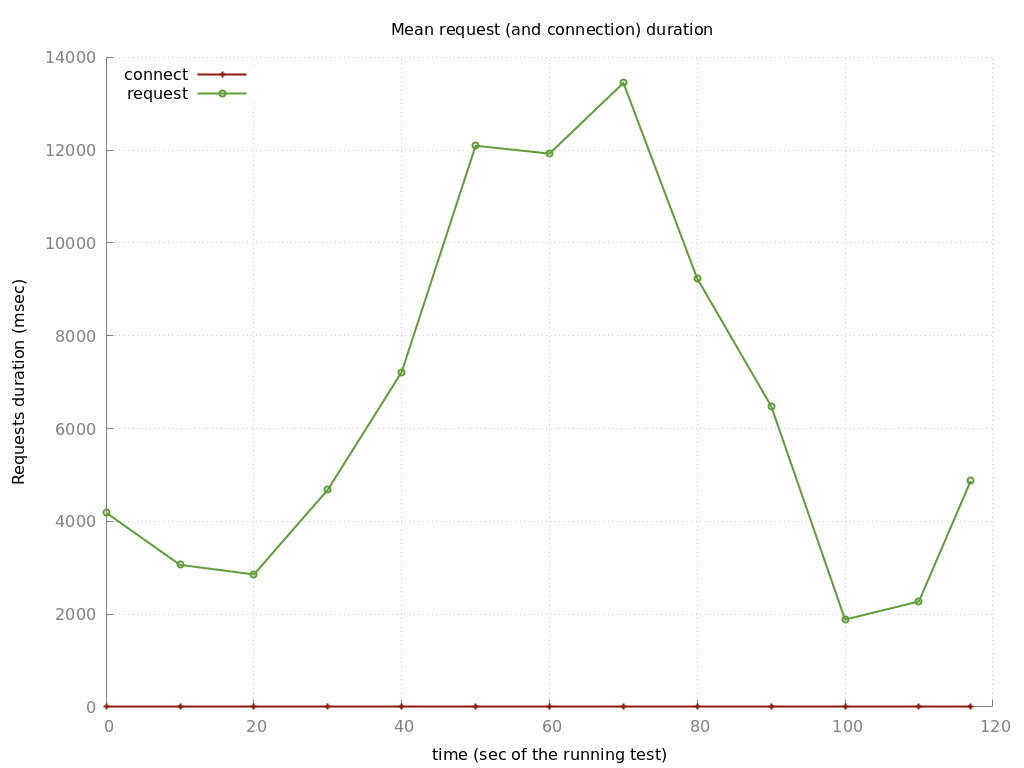 Mean request (and connection) duration
14000
connect
request
12000
10000
8000
6000
4000
2000
0
Requests duration (msec)
0 20 40 60 80 100 120
time (sec of the running test)